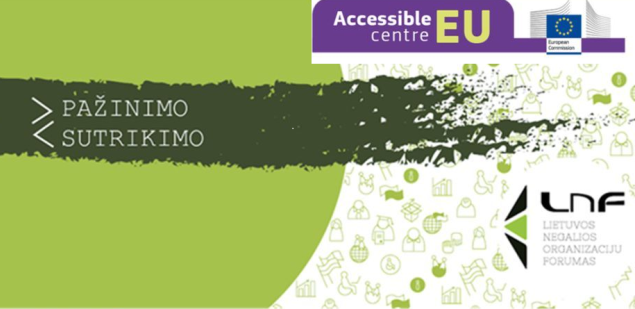 Accessible EU
centre
European
Commission
> PAŽINIMO
< SUTRIKIMO
LNF
LIETUVOS
NEGALIOS
ORGANIZACIJŲ
FORUMAS